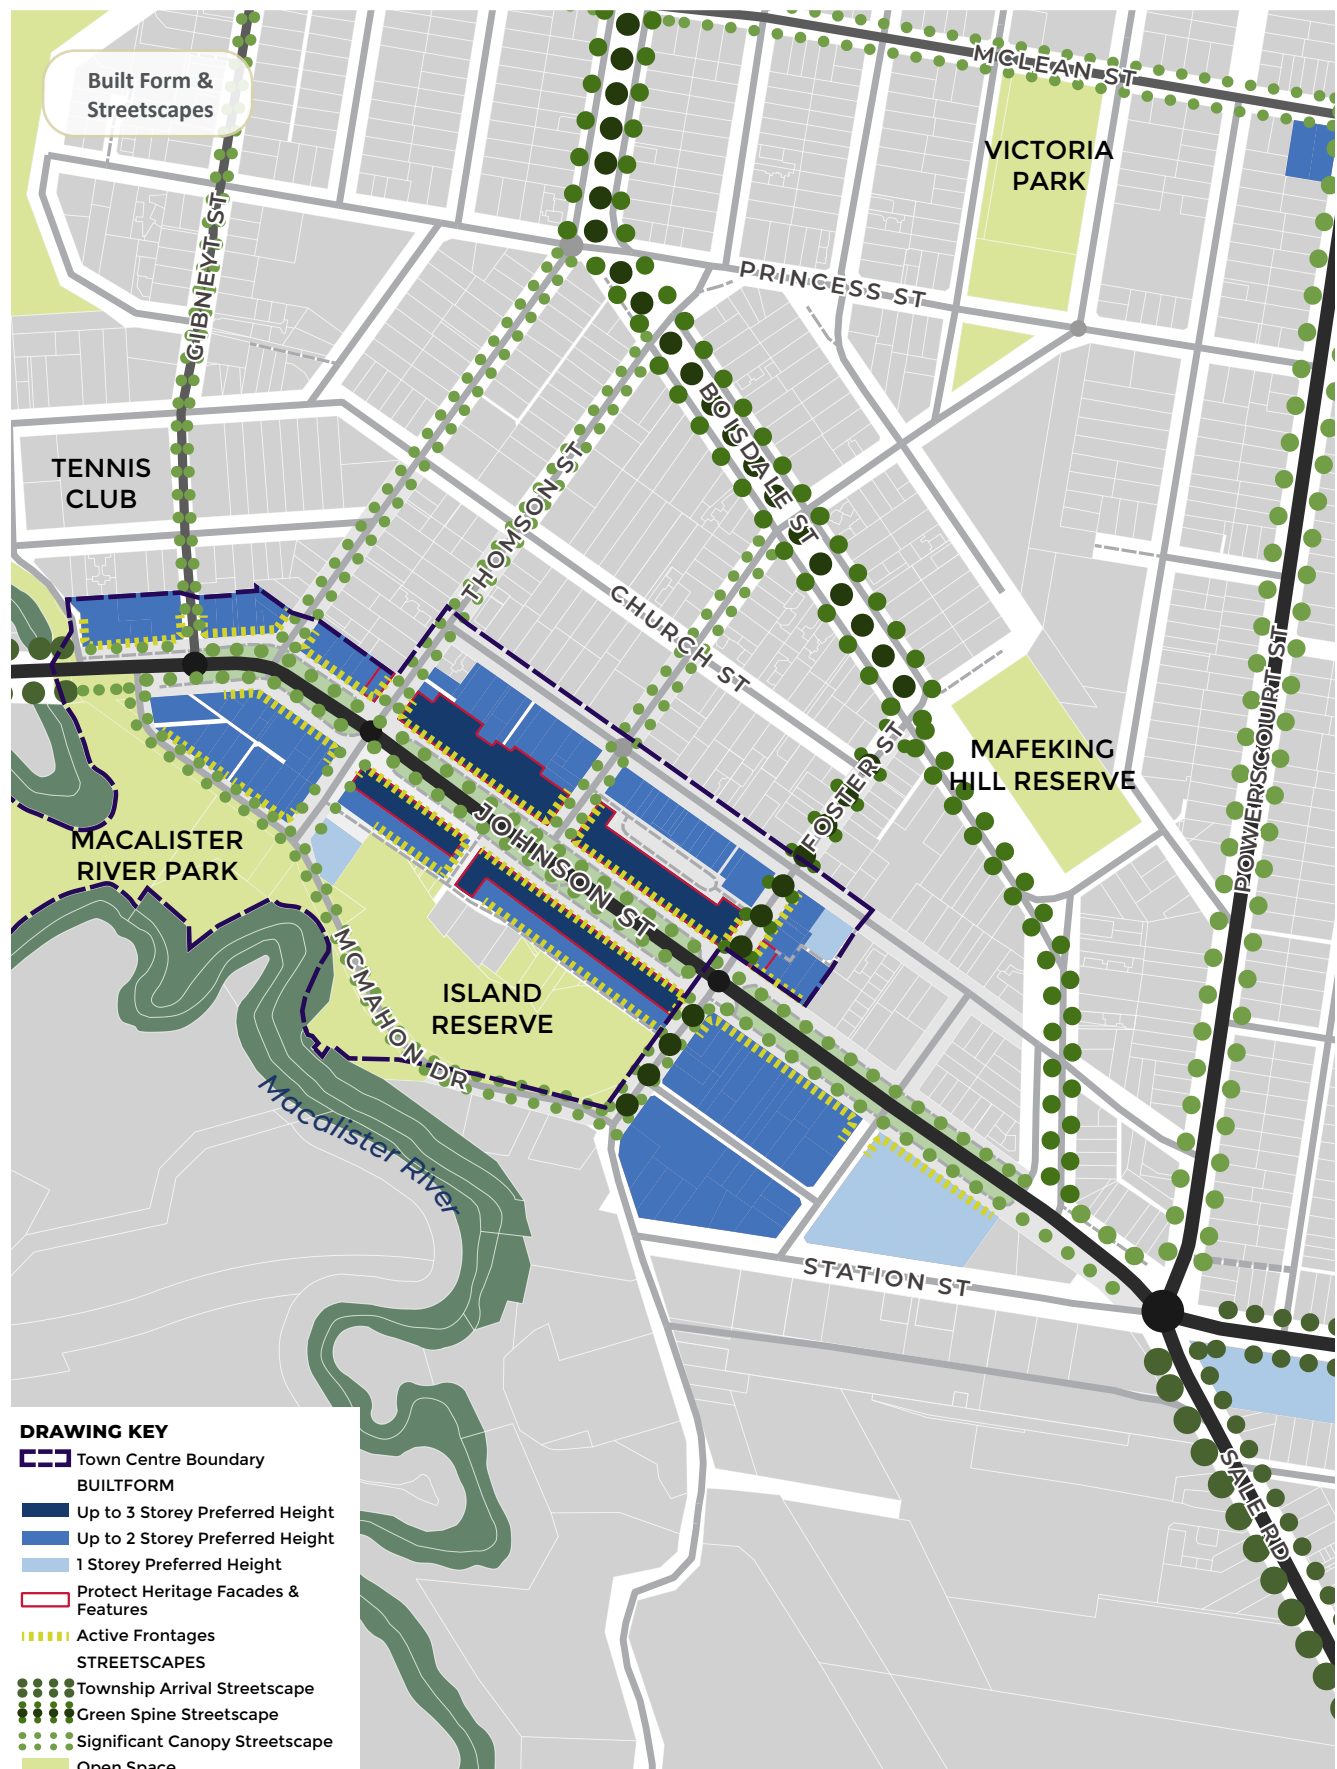 Built Form &
Streetscapes
MCLEAN ST
VICTORIA
PARK
GIBNEYT ST
PRINCESS ST
BOISDALE ST
TENNIS
CLUB
THOMSON ST
CHURCH ST
POWERSCOURT ST
FOSTER ST
MAFEKING
HILL RESERVE
JOHNSON ST
MACALISTER
RIVER PARK
MCMAHON DR
ISLAND
RESERVE
Macalister River
STATION ST
SALE RD
DRAWING KEY
Town Centre Boundary
BUILTFORM
Up to 3 Storey Preferred Height
Up to 2 Storey Preferred Height
1 Storey Preferred Height
Protect Heritage Facades &
Features
Active Frontages
STREETSCAPES
Township Arrival Streetscape
Green Spine Streetscape
Significant Canopy Streetscape
Open Space